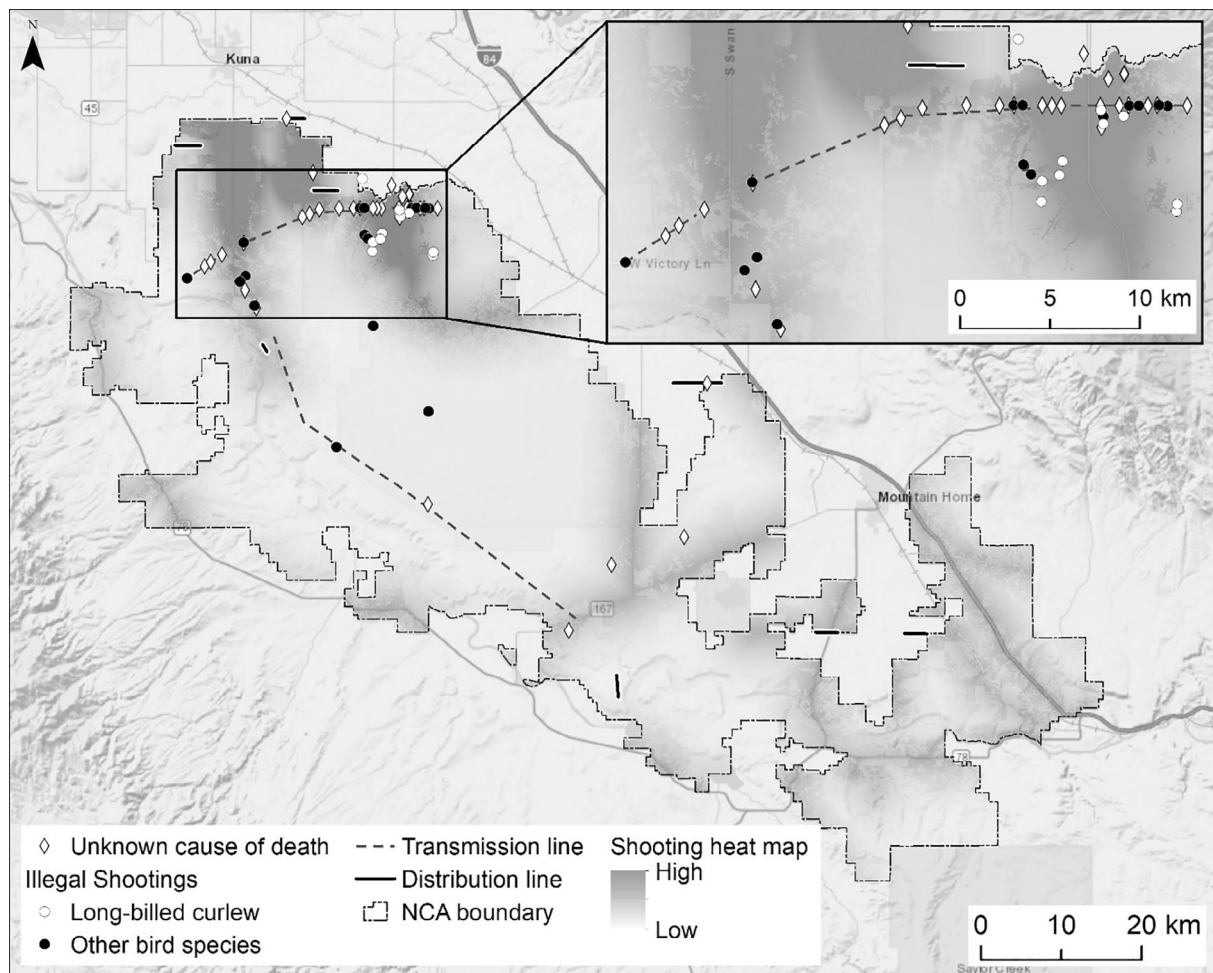 N
Kuna
84
45
S Swan
W Victory Ln
0 5 10 km
Mountain Home
78
167
78
Unknown cause of death
Illegal Shootings
Long-billed curlew
Other bird species
Transmission line
Distribution line
NCA boundary
Shooting heat map
High
Low
0 10 20 km
Saylor Creek